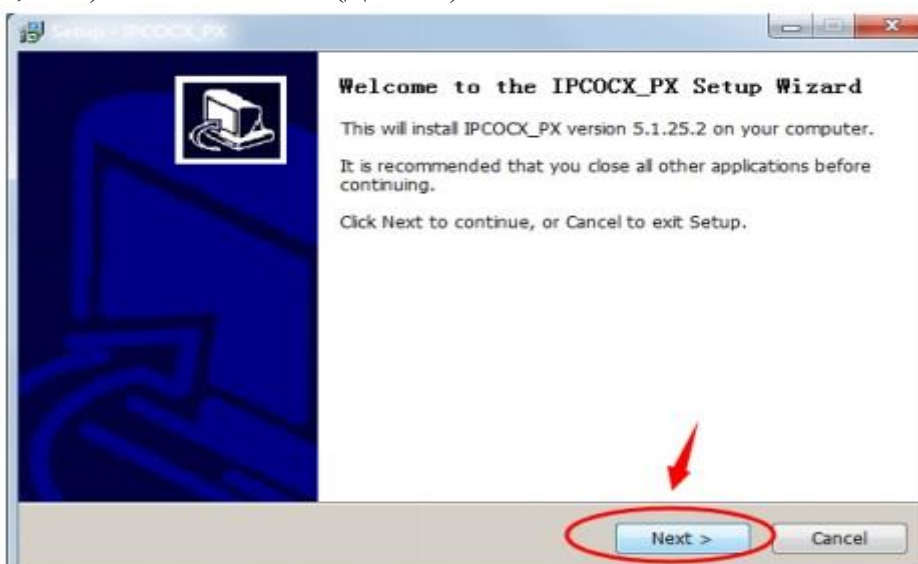 Setup - IPCOCX_PX
Welcome to the IPCOCX_PX Setup Wizard
This will install IPCOCX_PX version 5.1.25.2 on your computer.
It is recommended that you close all other applications before
continuing.
Click Next to continue, or Cancel to exit Setup.
Next >
Cancel